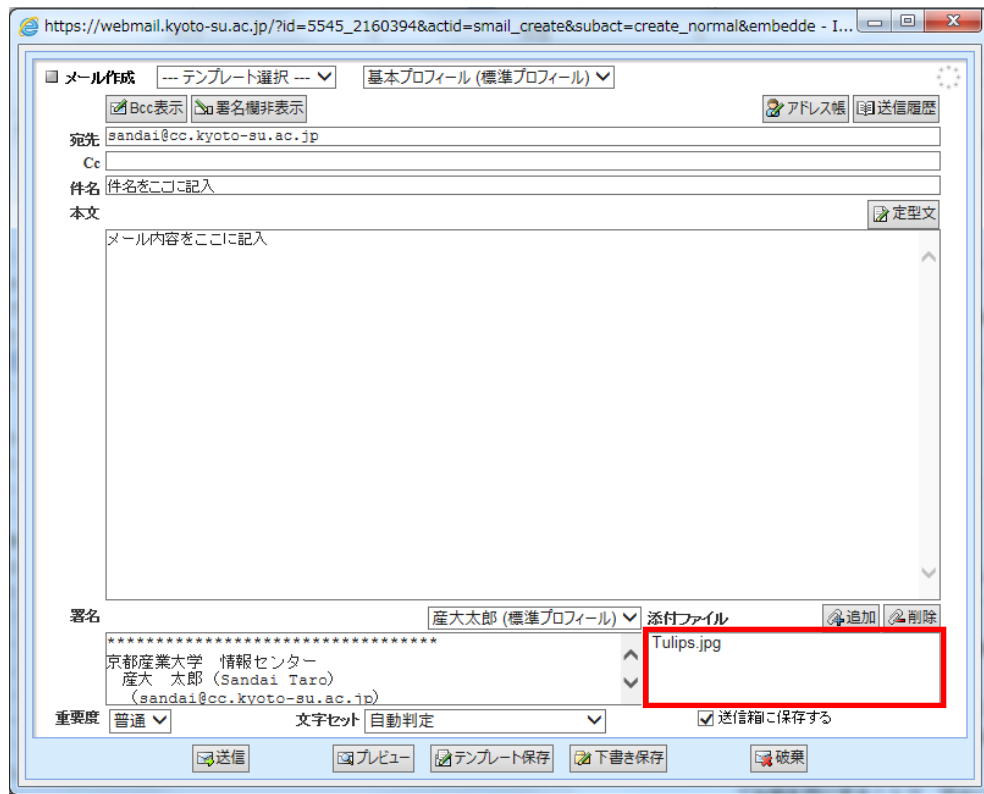 https://webmail.kyoto-su.ac.jp/?id=5545_2160394&actid=smail_create&subact=create_normal&embedde - I...
メール作成 --- テンプレート選択 --- 基本プロフィール (標準プロフィール)
Bcc表示 署名欄非表示 アドレス帳 送信履歴
宛先 sandai@cc.kyoto-su.ac.jp
Cc
件名 件名をここに記入
本文 定型文
メール内容をここに記入
署名 産大太郎 (標準プロフィール) 添付ファイル 追加 削除
**********************************
Tulips.jpg
京都産業大学 情報センター
産大 太郎 (Sandai Taro)
(sandai@cc.kyoto-su.ac.jp)
重要度 普通 文字セット 自動判定 送信箱に保存する
送信 プレビュー テンプレート保存 下書き保存 破棄